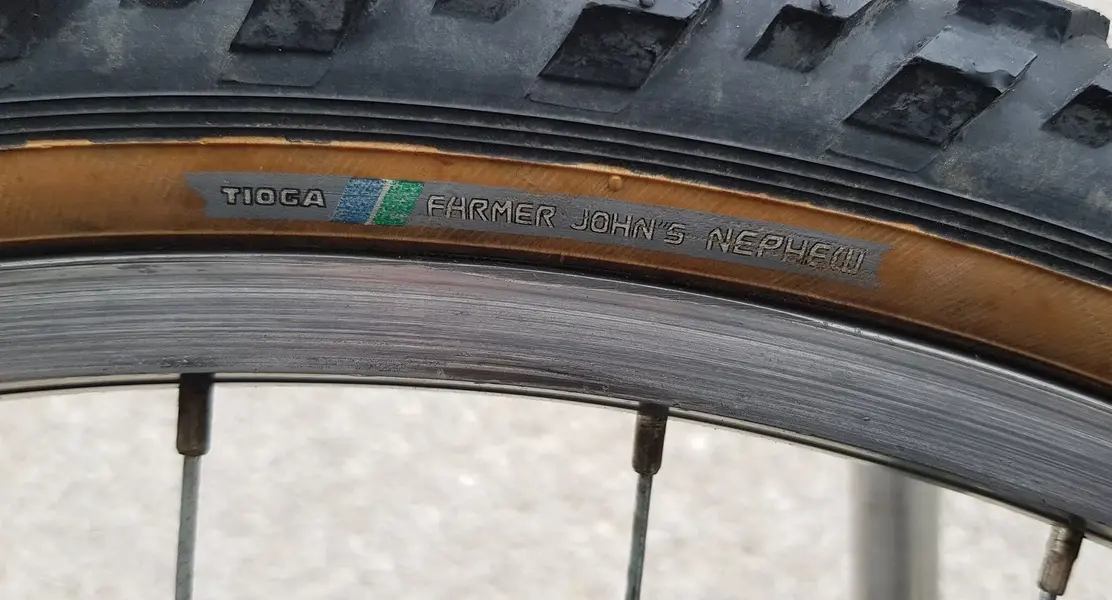 TIOGA FARMER JOHN'S NEPHEW